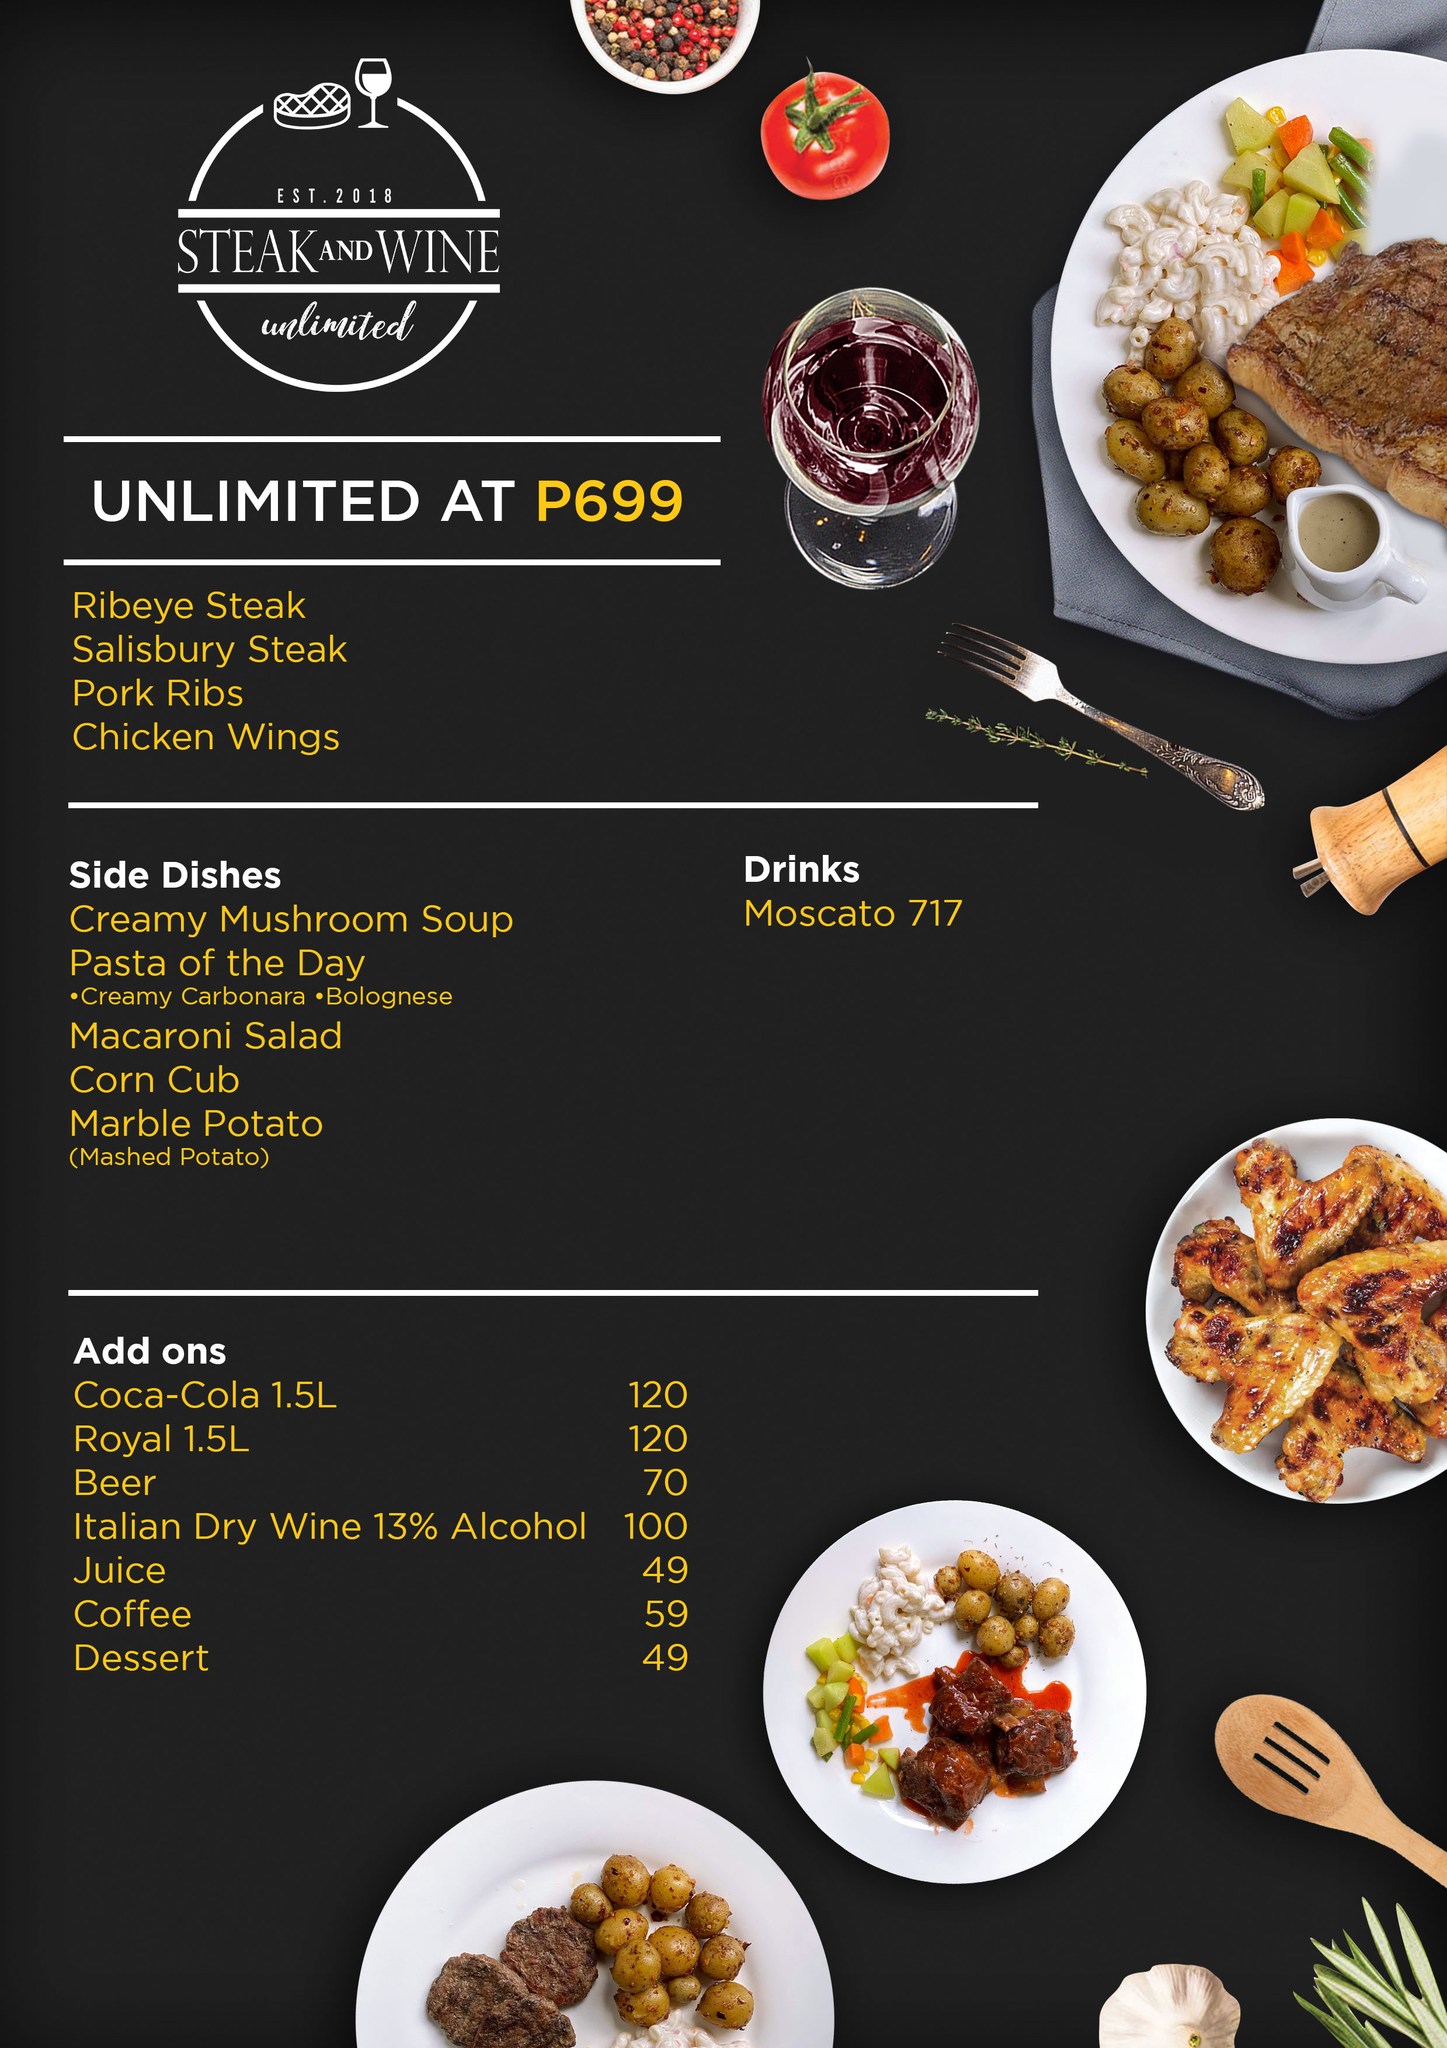 EST. 2018
STEAK AND WINE
unlimited
UNLIMITED AT P699
Ribeye Steak
Salisbury Steak
Pork Ribs
Chicken Wings
Side Dishes
Creamy Mushroom Soup
Pasta of the Day
•Creamy Carbonara •Bolognese
Macaroni Salad
Corn Cub
Marble Potato
(Mashed Potato)
Drinks
Moscato 717
Add ons
Coca-Cola 1.5L 120
Royal 1.5L 120
Beer 70
Italian Dry Wine 13% Alcohol 100
Juice 49
Coffee 59
Dessert 49